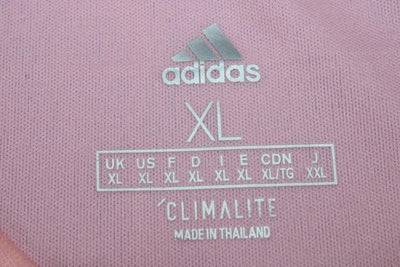 adidas
XL
UK US F D I E CDN J
XL XL XL XL XL XL XL/TG XXL
'CLIMALITE
MADE IN THAILAND